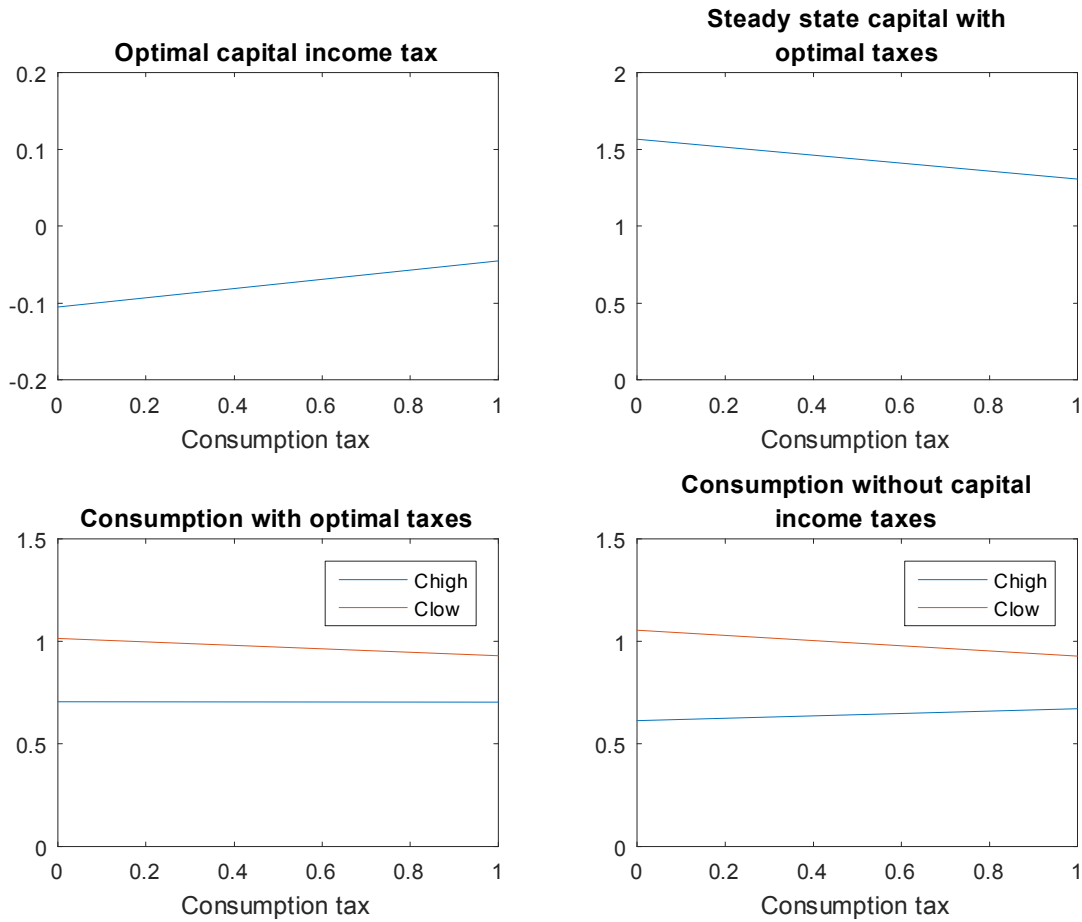 Optimal capital income tax
0.2
0.1
0
-0.1
-0.2
0 0.2 0.4 0.6 0.8 1
Consumption tax
Steady state capital with
optimal taxes
2
1.5
1
0.5
0
0 0.2 0.4 0.6 0.8 1
Consumption tax
Consumption with optimal taxes
1.5
1
0.5
0
Chigh
Clow
0 0.2 0.4 0.6 0.8 1
Consumption tax
Consumption without capital
income taxes
1.5
1
0.5
0
Chigh
Clow
0 0.2 0.4 0.6 0.8 1
Consumption tax